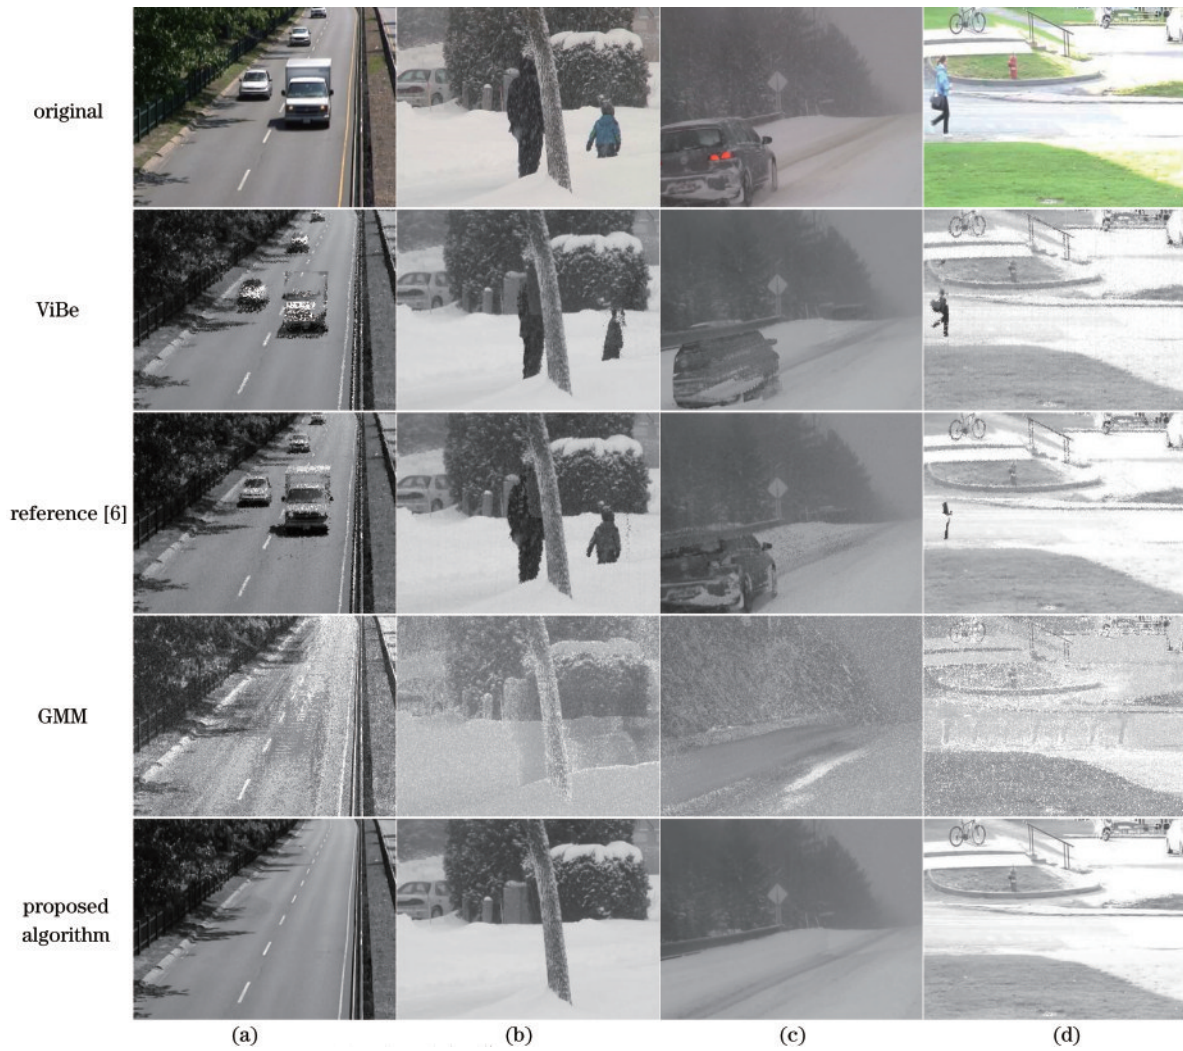 original
ViBe
reference [6]
GMM
proposed
algorithm
(a)
(b)
(c)
(d)